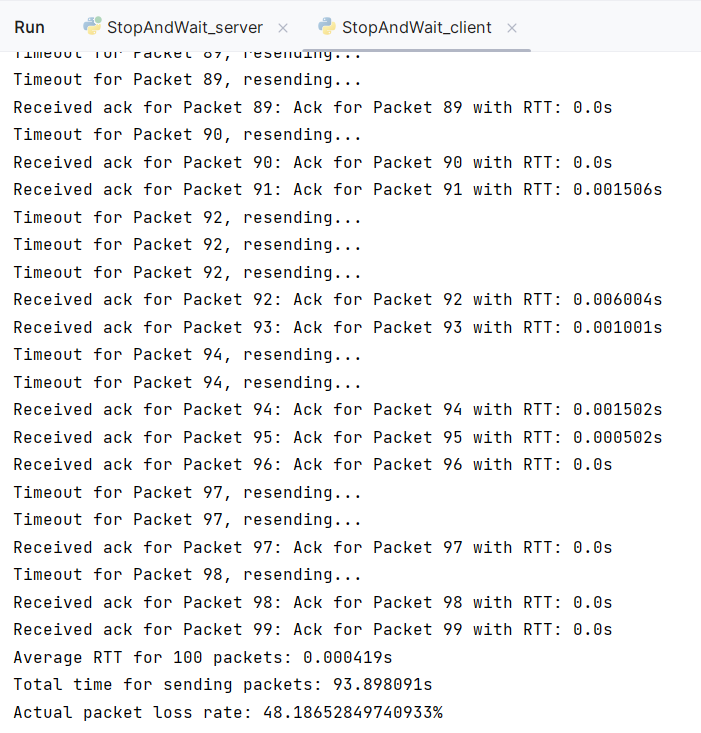 Run StopAndWait_server StopAndWait_client
Timeout for Packet 89, resending...
Timeout for Packet 89, resending...
Received ack for Packet 89: Ack for Packet 89 with RTT: 0.0s
Timeout for Packet 90, resending...
Received ack for Packet 90: Ack for Packet 90 with RTT: 0.0s
Received ack for Packet 91: Ack for Packet 91 with RTT: 0.001506s
Timeout for Packet 92, resending...
Timeout for Packet 92, resending...
Timeout for Packet 92, resending...
Received ack for Packet 92: Ack for Packet 92 with RTT: 0.006004s
Received ack for Packet 93: Ack for Packet 93 with RTT: 0.001001s
Timeout for Packet 94, resending...
Timeout for Packet 94, resending...
Received ack for Packet 94: Ack for Packet 94 with RTT: 0.001502s
Received ack for Packet 95: Ack for Packet 95 with RTT: 0.000502s
Received ack for Packet 96: Ack for Packet 96 with RTT: 0.0s
Timeout for Packet 97, resending...
Timeout for Packet 97, resending...
Received ack for Packet 97: Ack for Packet 97 with RTT: 0.0s
Timeout for Packet 98, resending...
Received ack for Packet 98: Ack for Packet 98 with RTT: 0.0s
Received ack for Packet 99: Ack for Packet 99 with RTT: 0.0s
Average RTT for 100 packets: 0.000419s
Total time for sending packets: 93.898091s
Actual packet loss rate: 48.18652849740933%